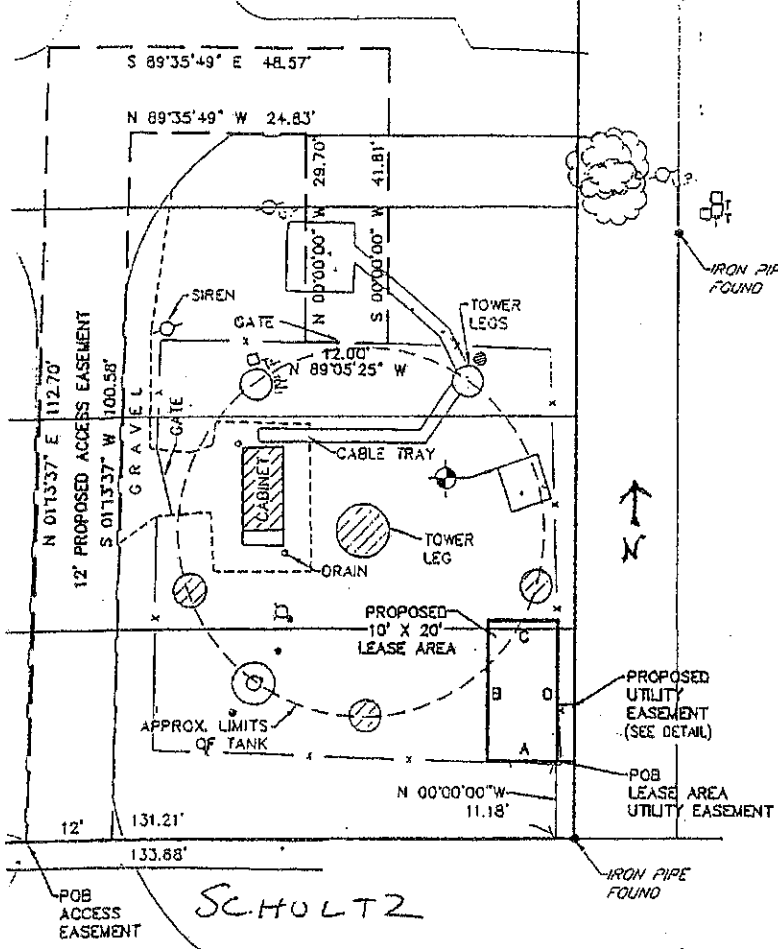 S 89°35'49" E 48.57'
N 89°35'49" W 24.83'
29.70'
41.81'
N 00°00'00" W
S 00°00'00" W
IRON PIP
FOUND
SIREN
TOWER
LEGS
GATE
12.00'
N 89°05'25" W
N 01°13'37" E 112.70'
12' PROPOSED ACCESS EASEMENT
S 01°13'37" W 100.58'
GRAVEL
GATE
CABLE TRAY
CABINET
TOWER
LEG
DRAIN
N
PROPOSED
10' X 20'
LEASE AREA
C
B
D
A
PROPOSED
UTILITY
EASEMENT
(SEE DETAIL)
APPROX. LIMITS
OF TANK
POB
LEASE AREA
UTILITY EASEMENT
N 00°00'00" W
11.18'
12'
131.21'
133.68'
POB
ACCESS
EASEMENT
SCHULTZ
IRON PIPE
FOUND